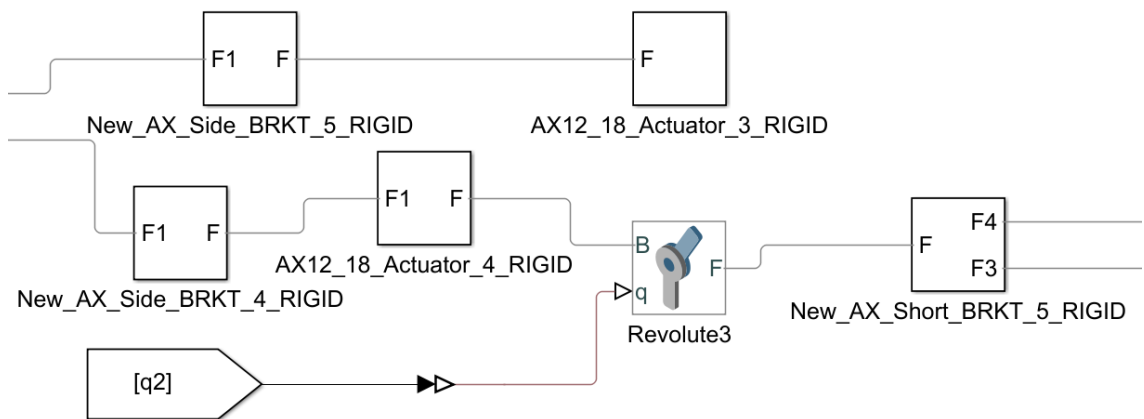 F1 F
New_AX_Side_BRKT_5_RIGID
F
AX12_18_Actuator_3_RIGID
F1 F
New_AX_Side_BRKT_4_RIGID
F1 F
AX12_18_Actuator_4_RIGID
B
F
q
Revolute3
F4
F
F3
New_AX_Short_BRKT_5_RIGID
[q2]